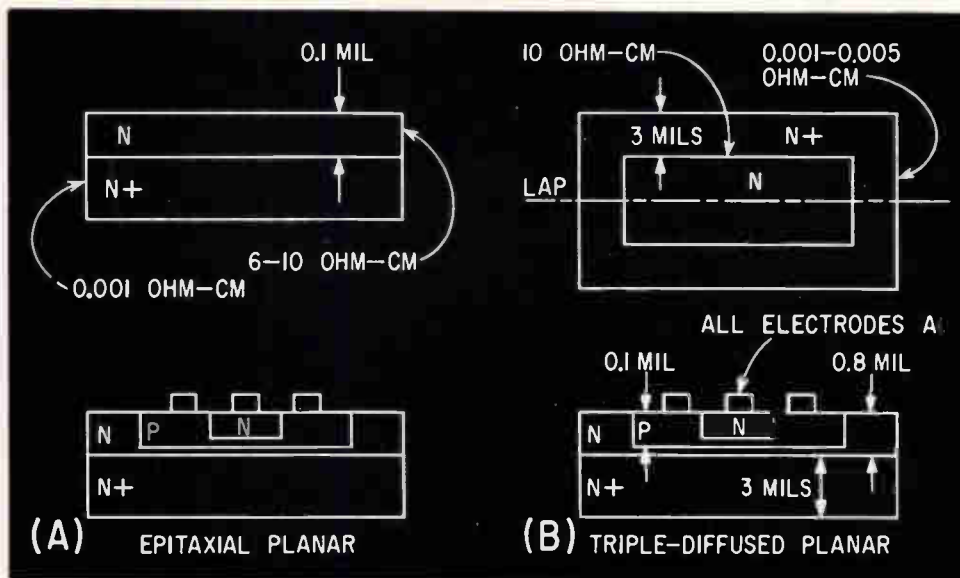 0.1 MIL
N
N+
6-10 OHM-CM
0.001 OHM-CM
10 OHM-CM
0.001-0.005
OHM-CM
3 MILS
N+
N
LAP
N
P
N
N+
(A) EPITAXIAL PLANAR
ALL ELECTRODES
0.1 MIL
0.8 MIL
N
P
N
N+
3 MILS
(B) TRIPLE-DIFFUSED PLANAR